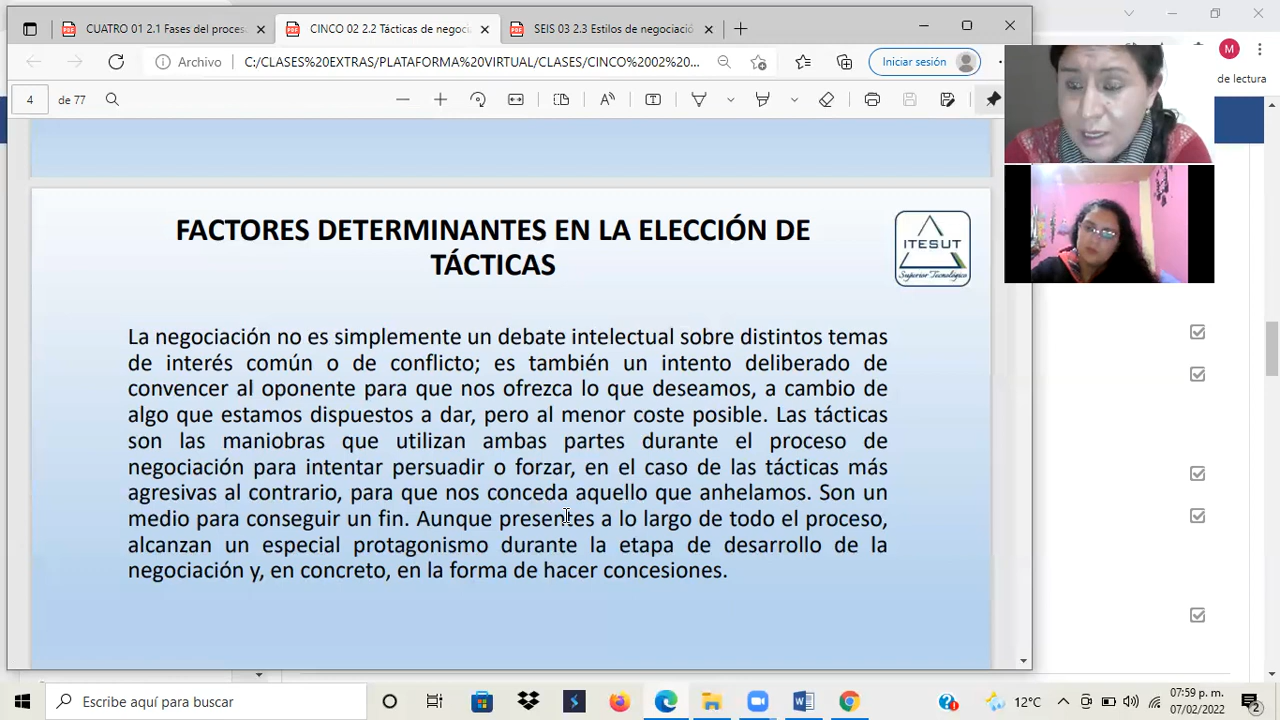 CUATRO 01 2.1 Fases del proces
CINCO 02 2.2 Tácticas de negoci
SEIS 03 2.3 Estilos de negociació
Archivo
C:/CLASES%20EXTRAS/PLATAFORMA%20VIRTUAL/CLASES/CINCO%2002%20...
Iniciar sesión
M
de lectura
4
de 77
FACTORES DETERMINANTES EN LA ELECCIÓN DE
TÁCTICAS
ITESUT
Superior Tecnológico
La negociación no es simplemente un debate intelectual sobre distintos temas
de interés común o de conflicto; es también un intento deliberado de
convencer al oponente para que nos ofrezca lo que deseamos, a cambio de
algo que estamos dispuestos a dar, pero al menor coste posible. Las tácticas
son las maniobras que utilizan ambas partes durante el proceso de
negociación para intentar persuadir o forzar, en el caso de las tácticas más
agresivas al contrario, para que nos conceda aquello que anhelamos. Son un
medio para conseguir un fin. Aunque presentes a lo largo de todo el proceso,
alcanzan un especial protagonismo durante la etapa de desarrollo de la
negociación y, en concreto, en la forma de hacer concesiones.
Escribe aquí para buscar
12°C
07:59 p. m.
07/02/2022
2